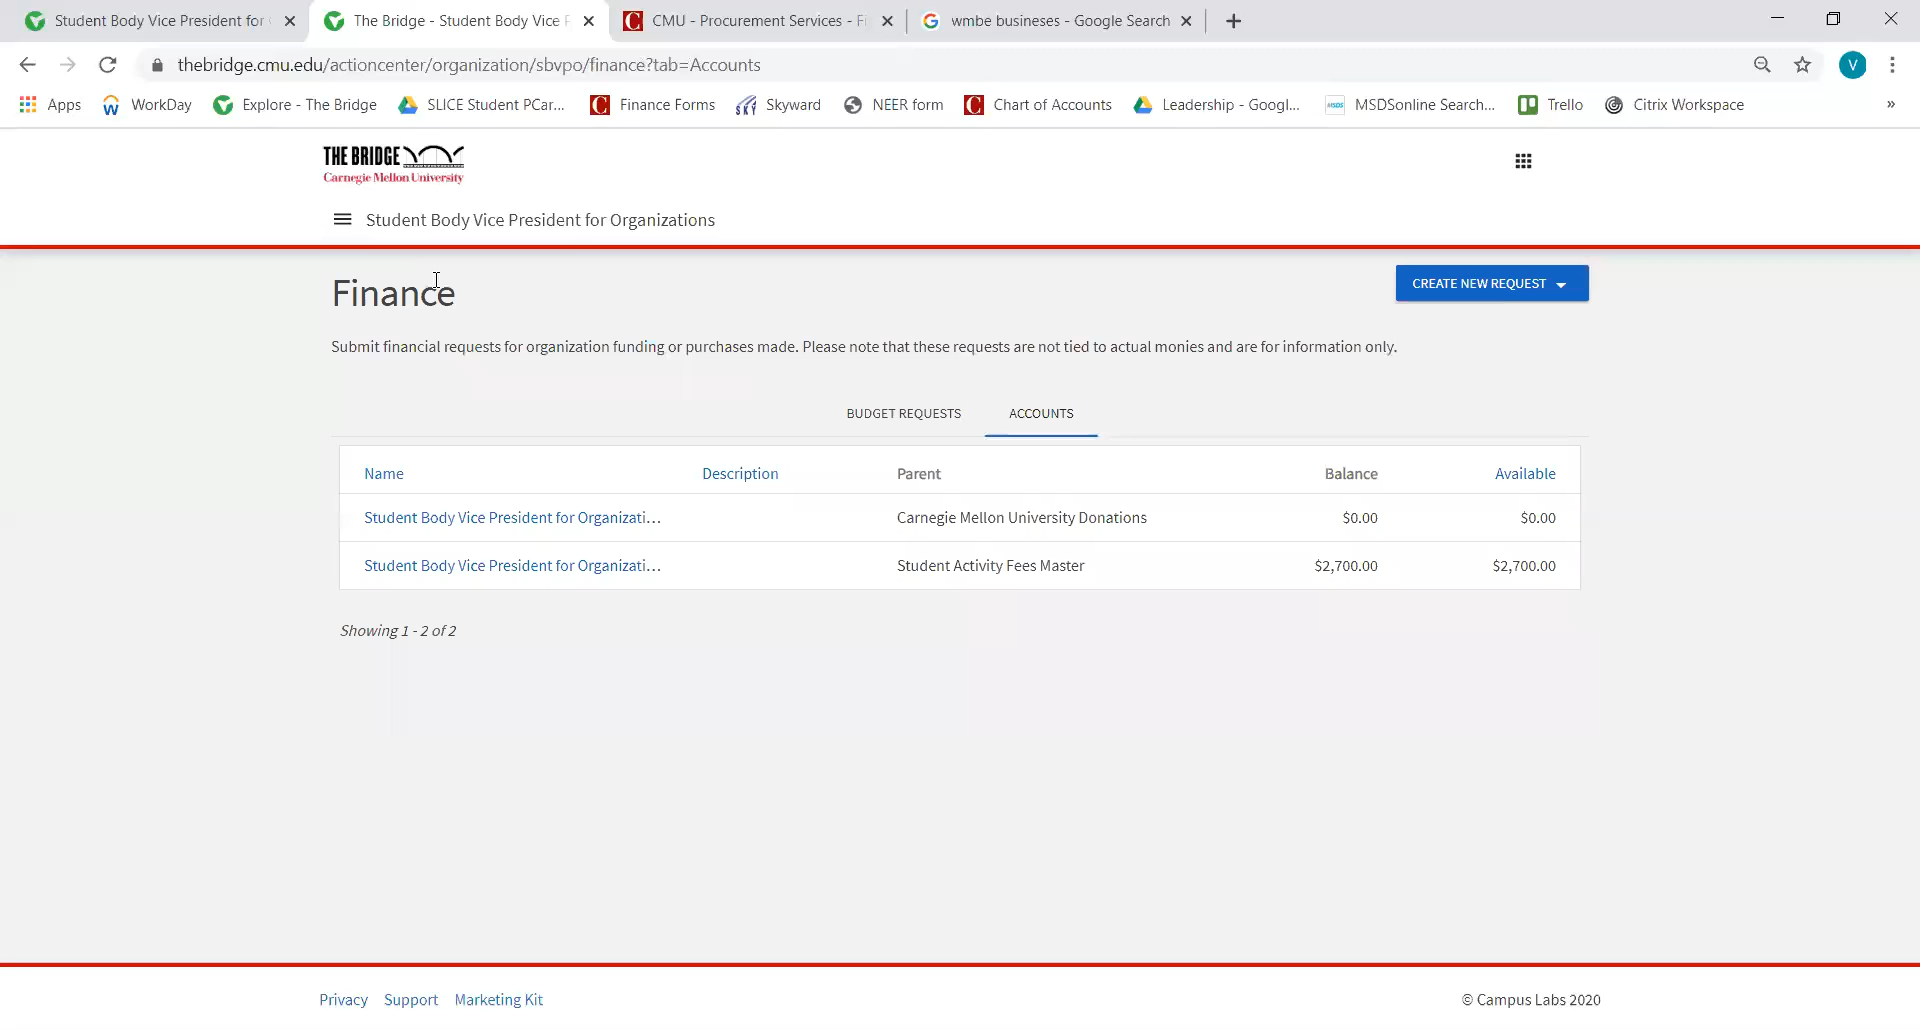 Student Body Vice President for
The Bridge - Student Body Vice P
CMU - Procurement Services - Fi
wmbe busineses - Google Search
thebridge.cmu.edu/actioncenter/organization/sbvpo/finance?tab=Accounts
V
Apps
WorkDay
Explore - The Bridge
SLICE Student PCar...
Finance Forms
Skyward
NEER form
Chart of Accounts
Leadership - Googl...
MSDSonline Search...
Trello
Citrix Workspace
»
THE BRIDGE
Carnegie Mellon University
Student Body Vice President for Organizations
Finance
CREATE NEW REQUEST
Submit financial requests for organization funding or purchases made. Please note that these requests are not tied to actual monies and are for information only.
BUDGET REQUESTS ACCOUNTS
Name Description Parent Balance Available
Student Body Vice President for Organizati... Carnegie Mellon University Donations $0.00 $0.00
Student Body Vice President for Organizati... Student Activity Fees Master $2,700.00 $2,700.00
Showing 1 - 2 of 2
Privacy Support Marketing Kit © Campus Labs 2020